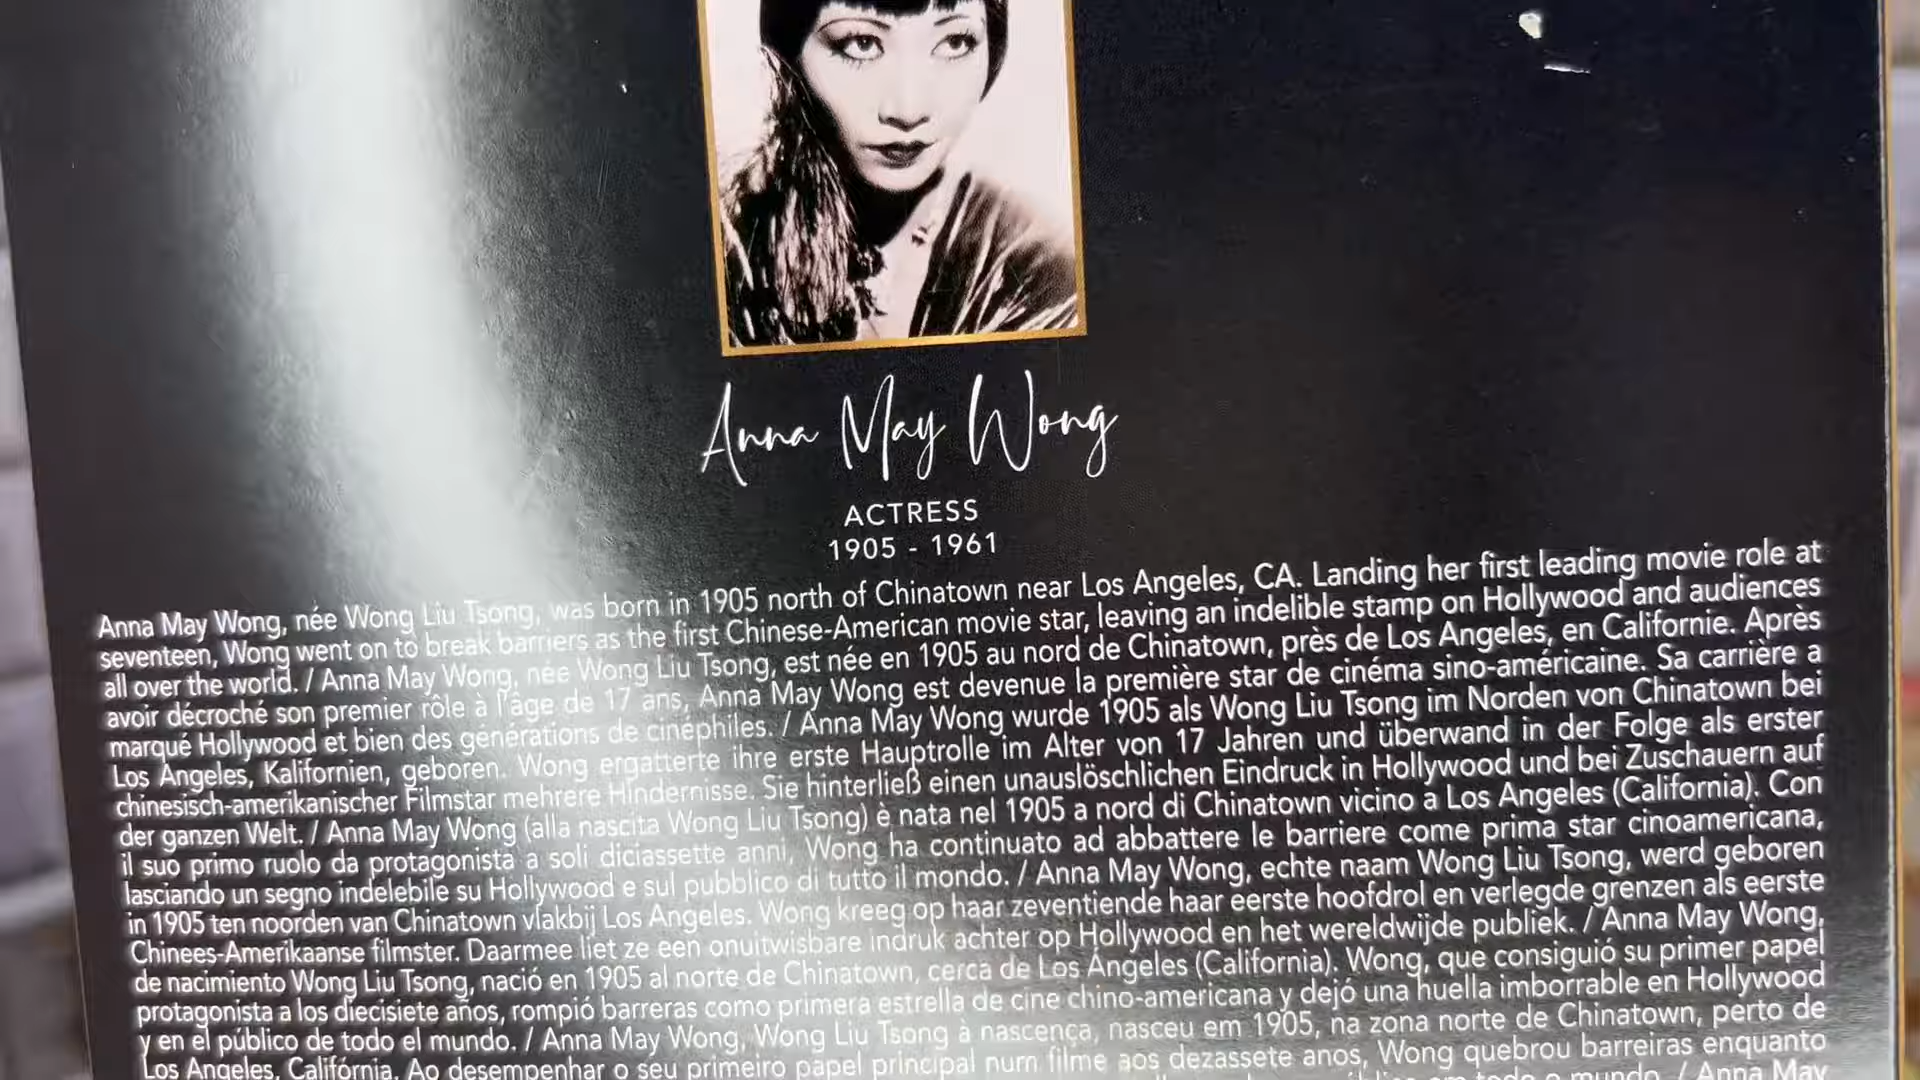 Anna May Wong
ACTRESS
1905 - 1961
Anna May Wong, née Wong Liu Tsong, was born in 1905 north of Chinatown near Los Angeles, CA. Landing her first leading movie role at
seventeen, Wong went on to break barriers as the first Chinese-American movie star, leaving an indelible stamp on Hollywood and audiences
all over the world. / Anna May Wong, née Wong Liu Tsong, est née en 1905 au nord de Chinatown, près de Los Angeles, en Californie. Après
avoir décroché son premier rôle à l'âge de 17 ans, Anna May Wong est devenue la première star de cinéma sino-américaine. Sa carrière a
marqué Hollywood et bien des générations de cinéphiles. / Anna May Wong wurde 1905 als Wong Liu Tsong im Norden von Chinatown bei
Los Angeles, Kalifornien, geboren. Wong ergatterte ihre erste Hauptrolle im Alter von 17 Jahren und überwand in der Folge als erster
chinesisch-amerikanischer Filmstar mehrere Hindernisse. Sie hinterließ einen unauslöschlichen Eindruck in Hollywood und bei Zuschauern auf
der ganzen Welt. / Anna May Wong (alla nascita Wong Liu Tsong) è nata nel 1905 a nord di Chinatown vicino a Los Angeles (California). Con
il suo primo ruolo da protagonista a soli diciassette anni, Wong ha continuato ad abbattere le barriere come prima star cinoamericana,
lasciando un segno indelebile su Hollywood e sul pubblico di tutto il mondo. / Anna May Wong, echte naam Wong Liu Tsong, werd geboren
in 1905 ten noorden van Chinatown vlakbij Los Angeles. Wong kreeg op haar zeventiende haar eerste hoofdrol en verlegde grenzen als eerste
Chinees-Amerikaanse filmster. Daarmee liet ze een onuitwisbare indruk achter op Hollywood en het wereldwijde publiek. / Anna May Wong,
de nacimiento Wong Liu Tsong, nació en 1905 al norte de Chinatown, cerca de Los Ángeles (California). Wong, que consiguió su primer papel
protagonista a los diecisiete años, rompió barreras como primera estrella de cine chino-americana y dejó una huella imborrable en Hollywood
y en el público de todo el mundo. / Anna May Wong, Wong Liu Tsong à nascença, nasceu em 1905, na zona norte de Chinatown, perto de
Los Angeles, Califórnia. Ao desempenhar o seu primeiro papel principal num filme aos dezassete anos, Wong quebrou barreiras enquanto
todo o mundo. / Anna May